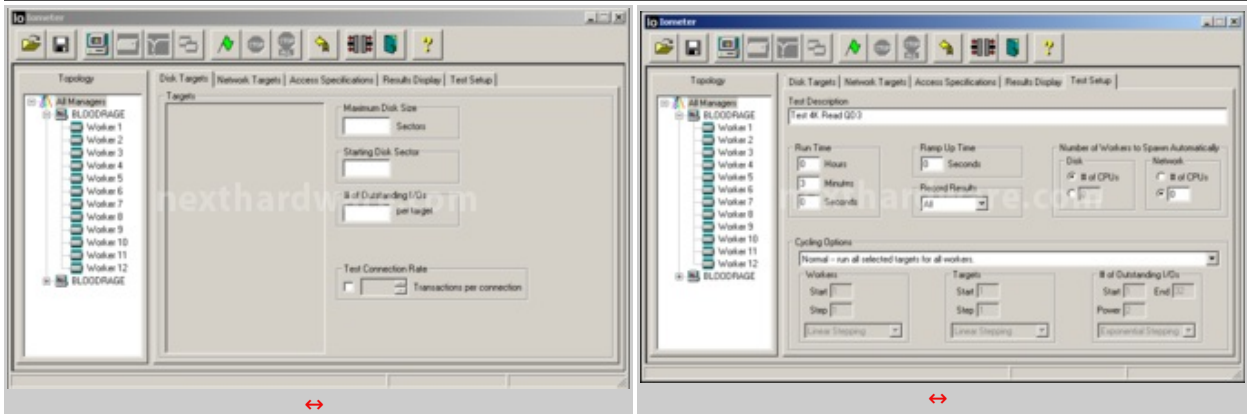 Iometer
Topology
All Managers
BLOODRAGE
Worker 1
Worker 2
Worker 3
Worker 4
Worker 5
Worker 6
Worker 7
Worker 8
Worker 9
Worker 10
Worker 11
Worker 12
BLOODRAGE
Disk Targets Network Targets Access Specifications Results Display Test Setup
Targets
Maximum Disk Size
Sectors
Starting Disk Sector
# of Outstanding I/Os
per target
Test Connection Rate
Transactions per connection
nexthardware.com
Iometer
Topology
All Managers
BLOODRAGE
Worker 1
Worker 2
Worker 3
Worker 4
Worker 5
Worker 6
Worker 7
Worker 8
Worker 9
Worker 10
Worker 11
Worker 12
BLOODRAGE
Disk Targets Network Targets Access Specifications Results Display Test Setup
Test Description
Test 4K Read QD3
Run Time
0 Hours
3 Minutes
0 Seconds
Ramp Up Time
0 Seconds
Record Results
All
Number of Workers to Spawn Automatically
Disk
# of CPUs
Network
# of CPUs
0
Cycling Options
Normal - run all selected targets for all workers.
Workers
Start 1
Step 1
Linear Stepping
Targets
Start 1
Step 1
Linear Stepping
# of Outstanding I/Os
Start 1 End 32
Power 2
Exponential Stepping
nexthardware.com